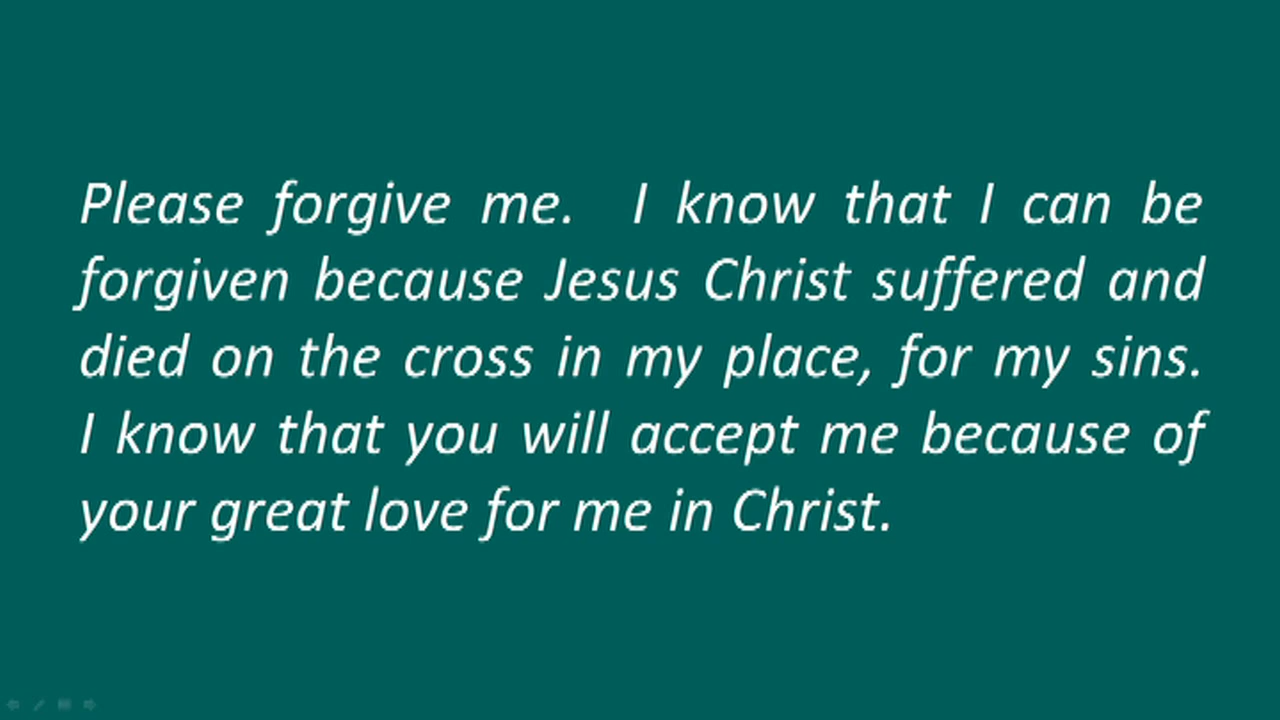 Please forgive me.  I know that I can be
forgiven because Jesus Christ suffered and
died on the cross in my place, for my sins.
I know that you will accept me because of
your great love for me in Christ.